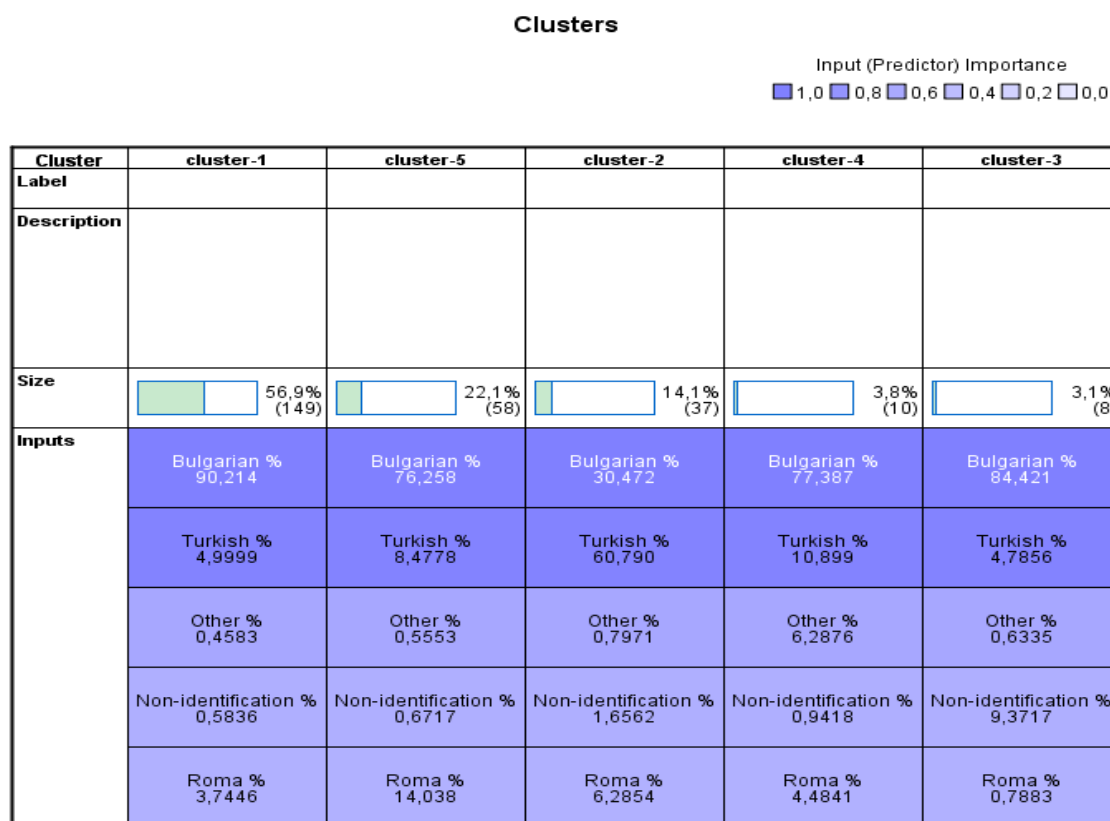 Clusters
Input (Predictor) Importance
1,0 0,8 0,6 0,4 0,2 0,0
Cluster cluster-1 cluster-5 cluster-2 cluster-4 cluster-3
Label
Description
Size 56,9% 22,1% 14,1% 3,8% 3,1%
(149) (58) (37) (10) (8
Inputs
Bulgarian % Bulgarian % Bulgarian % Bulgarian % Bulgarian %
90,214 76,258 30,472 77,387 84,421
Turkish % Turkish % Turkish % Turkish % Turkish %
4,9999 8,4778 60,790 10,899 4,7856
Other % Other % Other % Other % Other %
0,4583 0,5553 0,7971 6,2876 0,6335
Non-identification % Non-identification % Non-identification % Non-identification % Non-identification %
0,5836 0,6717 1,6562 0,9418 9,3717
Roma % Roma % Roma % Roma % Roma %
3,7446 14,038 6,2854 4,4841 0,7883